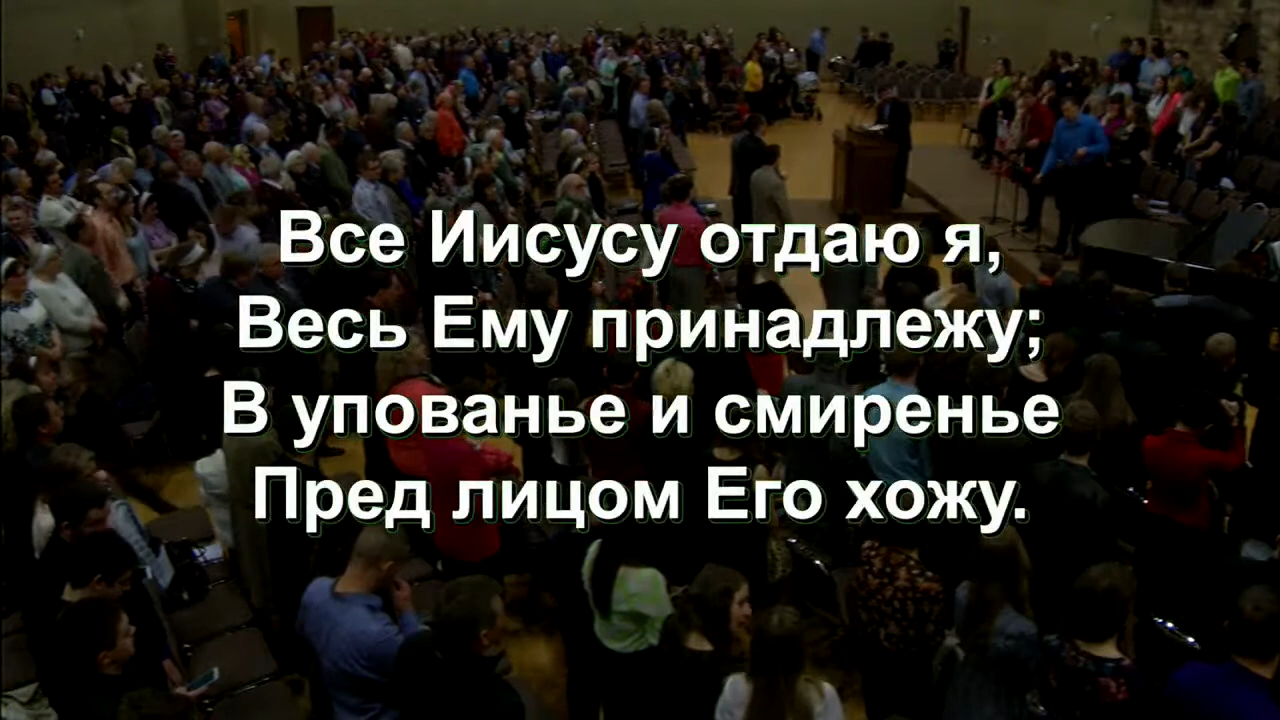 Все Иисусу отдаю я,
Весь Ему принадлежу;
В упованье и смиренье
Пред лицом Его хожу.